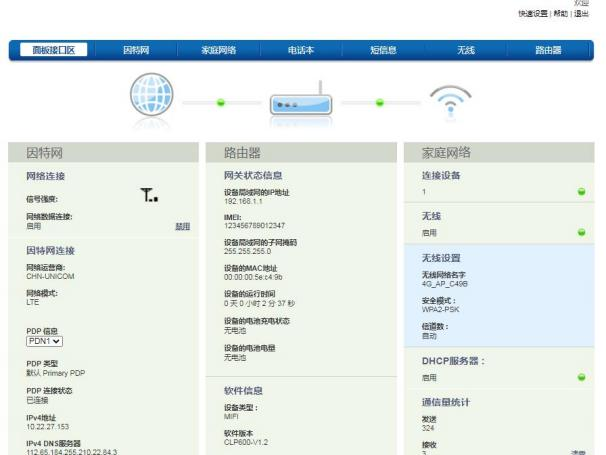 欢迎
快速设置 | 帮助 | 退出
面板接口区 因特网 家庭网络 电话本 短信息 无线 路由器
因特网
网络连接
信号强度:
网络数据连接:
启用 禁用
因特网连接
网络运营商:
CHN-UNICOM
网络模式:
LTE
PDP 信息
PDN1
PDP 类型
默认 Primary PDP
PDP 连接状态
已连接
IPv4地址
10.22.27.153
IPv4 DNS服务器
112.65.184.255,210.22.84.3
路由器
网关状态信息
设备局域网的IP地址
192.168.1.1
IMEI:
123456789012347
设备局域网的子网掩码
255.255.255.0
设备的MAC地址
00:00:00:5e:c4:9b
设备的运行时间
0 天 0 小时 2 分 37 秒
设备的电池充电状态
无电池
设备的电池电量
无电池
软件信息
设备类型 :
MIFI
软件版本
CLP600-V1.2
家庭网络
连接设备
1
无线
启用
无线设置
无线网络名字
4G_AP_C49B
安全模式 :
WPA2-PSK
信道数:
自动
DHCP服务器 :
启用
通信量统计
发送
324
接收
3